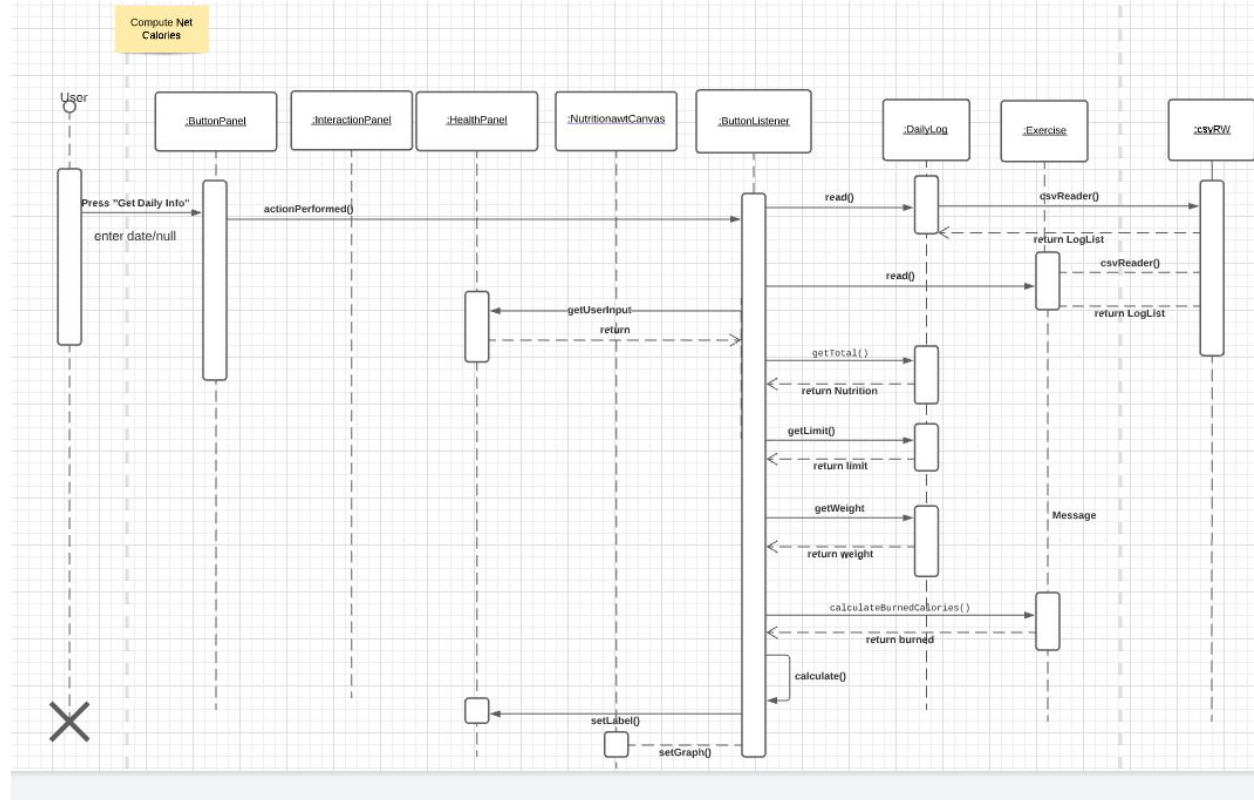 Compute Net
Calories
User
:ButtonPanel
:InteractionPanel
:HealthPanel
:NutritionawtCanvas
:ButtonListener
:DailyLog
:Exercise
:csvRW
Press "Get Daily Info"
enter date/null
actionPerformed()
read()
csvReader()
return LogList
csvReader()
read()
return LogList
getUserInput
return
getTotal()
return Nutrition
getLimit()
return limit
getWeight
Message
return weight
calculateBurnedCalories()
return burned
calculate()
setLabel()
setGraph()